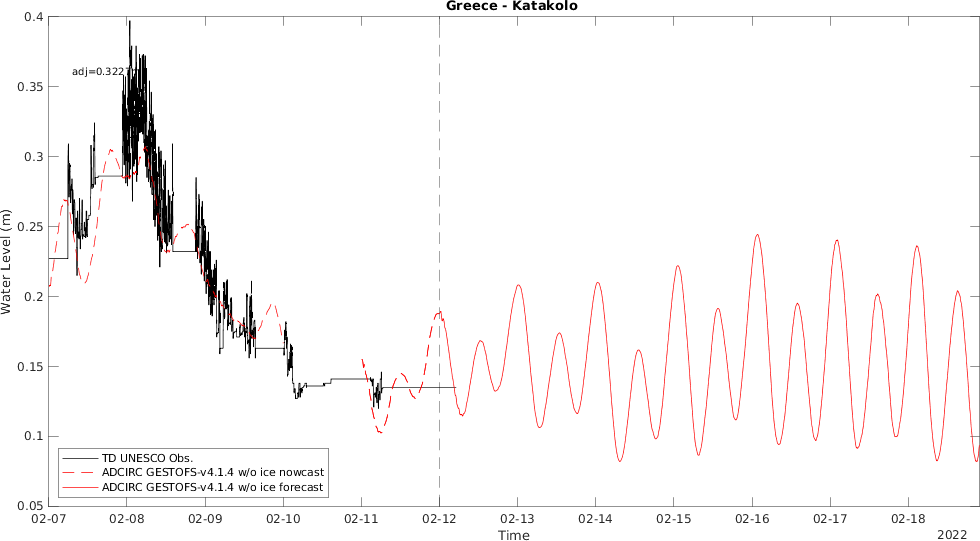 Greece - Katakolo
0.4
0.35
0.3
0.25
0.2
0.15
0.1
0.05
Water Level (m)
adj=0.322
TD UNESCO Obs.
ADCIRC GESTOFS-v4.1.4 w/o ice nowcast
ADCIRC GESTOFS-v4.1.4 w/o ice forecast
02-07 02-08 02-09 02-10 02-11 02-12 02-13 02-14 02-15 02-16 02-17 02-18
Time
2022